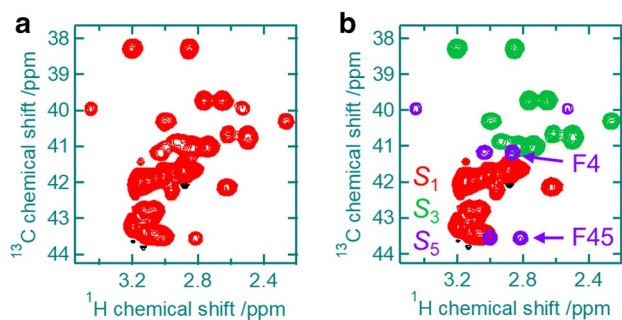 a
38
39
40
41
42
43
44
¹³C chemical shift /ppm
3.2 2.8 2.4
¹H chemical shift /ppm
b
38
39
40
41
42
43
44
¹³C chemical shift /ppm
S₁
S₃
S₅
F4
F45
3.2 2.8 2.4
¹H chemical shift /ppm